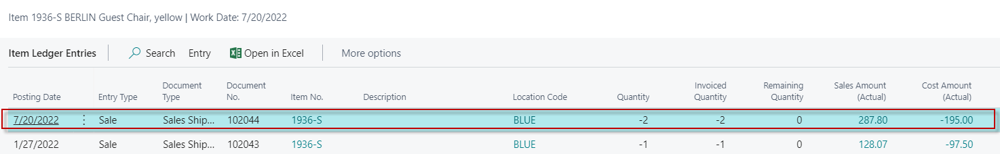 Item 1936-S BERLIN Guest Chair, yellow | Work Date: 7/20/2022
Item Ledger Entries Search Entry Open in Excel More options
Document Document Invoiced Remaining Sales Amount Cost Amount
Posting Date Entry Type Type No. Item No. Description Location Code Quantity Quantity Quantity (Actual) (Actual)
7/20/2022 Sale Sales Ship... 102044 1936-S BLUE -2 -2 0 287.80 -195.00
1/27/2022 Sale Sales Ship... 102043 1936-S BLUE -1 -1 0 128.07 -97.50